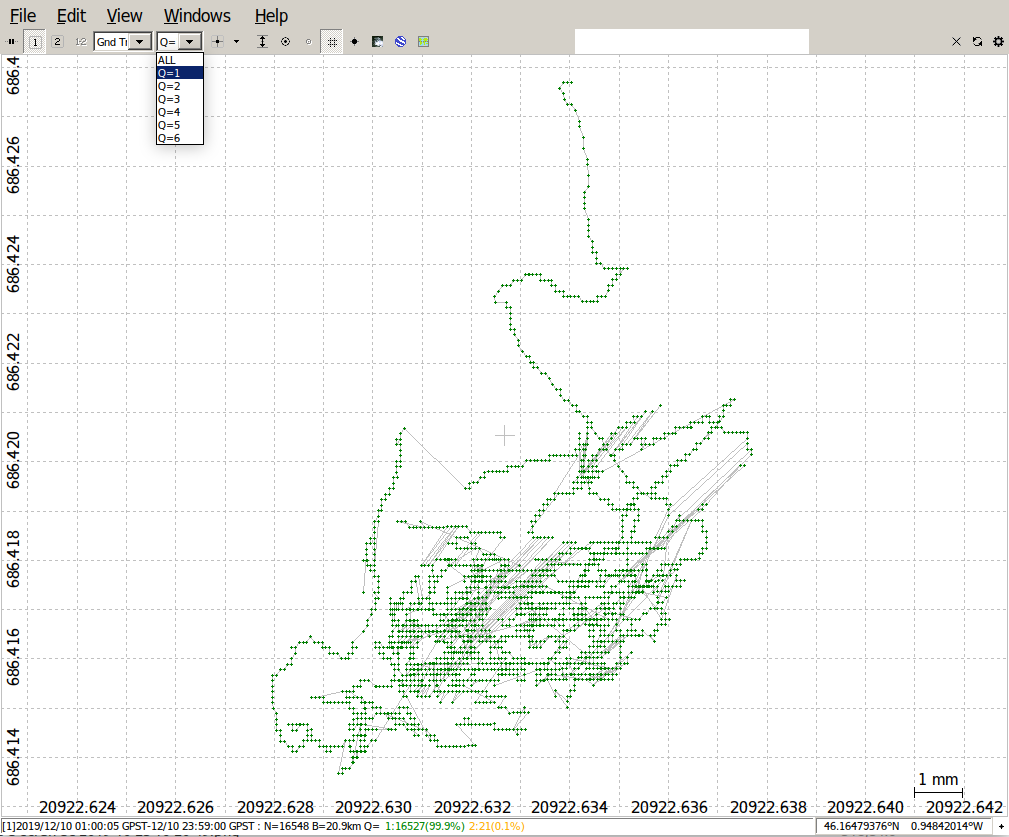 File Edit View Windows Help
1 2 1-2 Gnd Tr Q=
ALL
Q=1
Q=2
Q=3
Q=4
Q=5
Q=6
686.4
686.426
686.424
686.422
686.420
686.418
686.416
686.414
1 mm
20922.624 20922.626 20922.628 20922.630 20922.632 20922.634 20922.636 20922.638 20922.640 20922.642
[1]2019/12/10 01:00:05 GPST-12/10 23:59:00 GPST : N=16548 B=20.9km Q= 1:16527(99.9%) 2:21(0.1%)
46.16479376°N 0.94842014°W